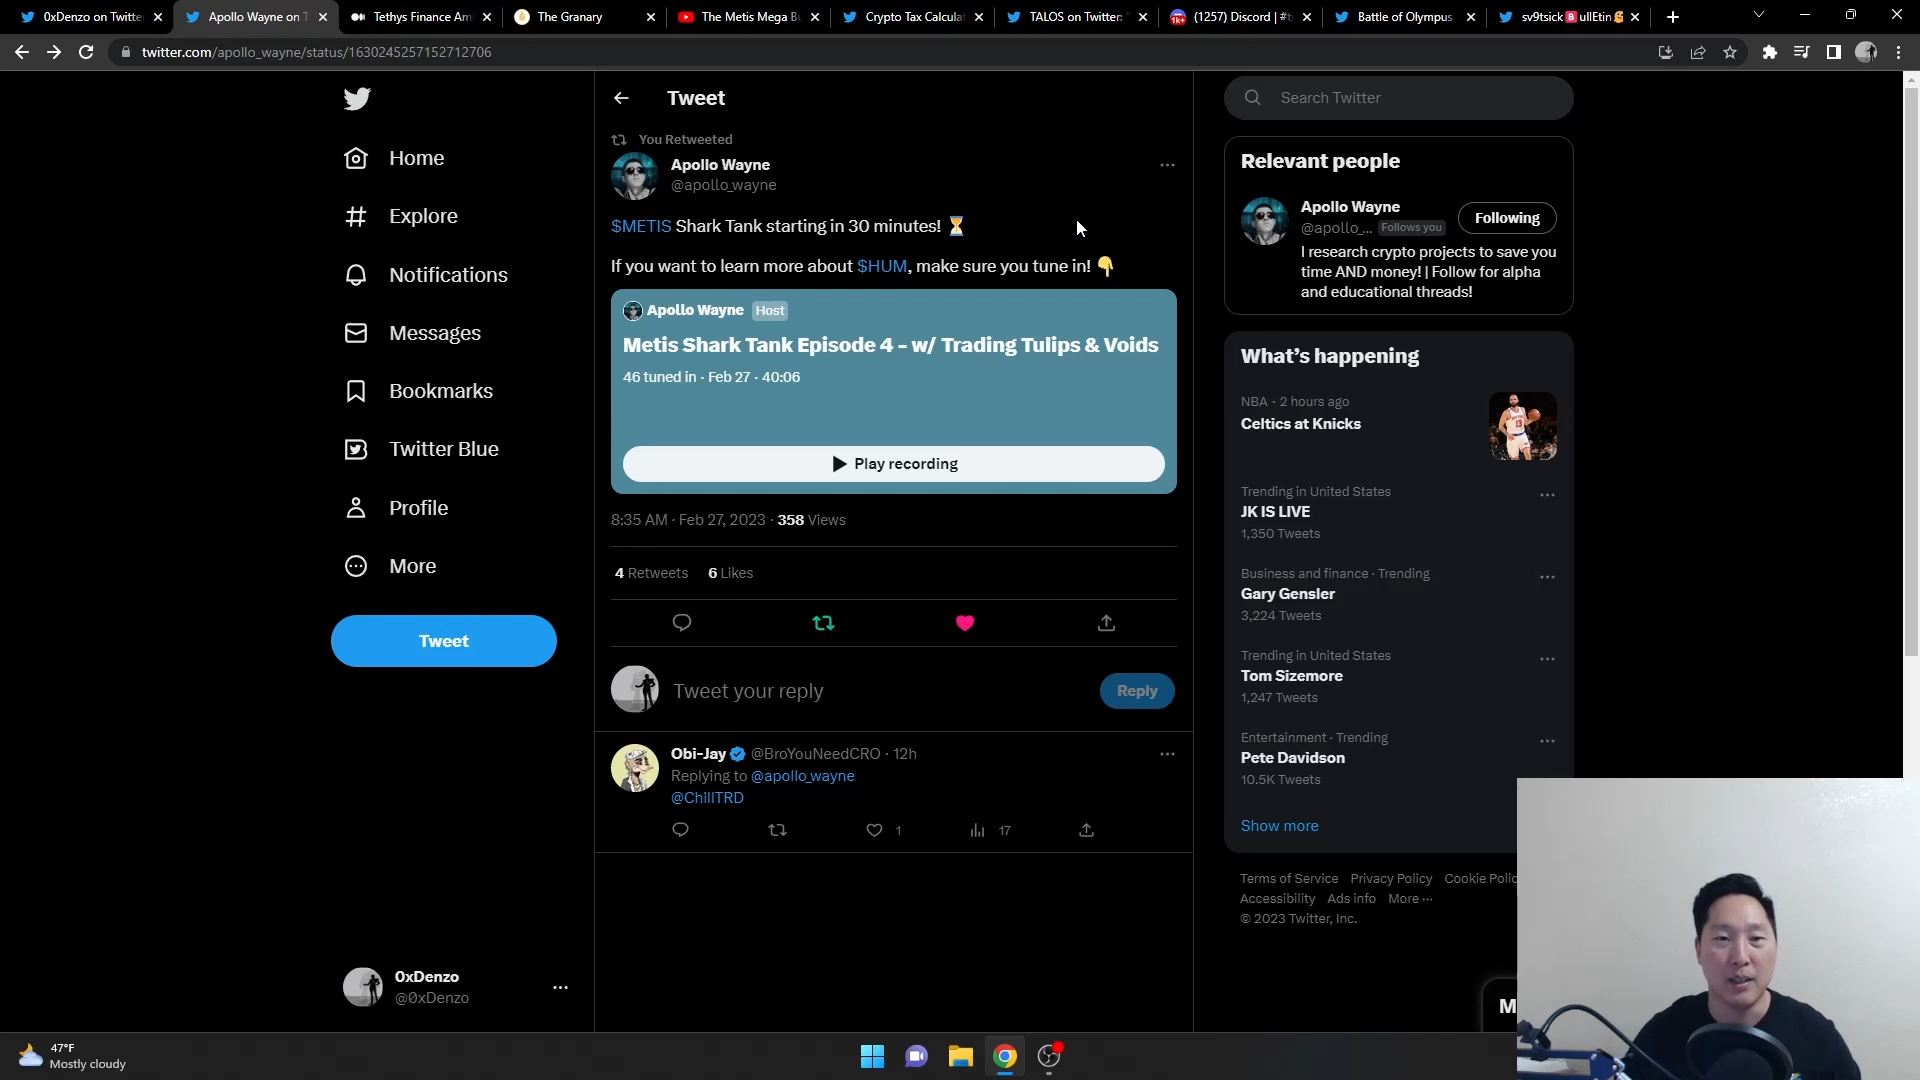 0xDenzo on Twitte
Apollo Wayne on T
Tethys Finance Am
The Granary
The Metis Mega B
Crypto Tax Calcula
TALOS on Twitter:
(1257) Discord | #t
Battle of Olympus
sv9tsick🅱️ullEtin
twitter.com/apollo_wayne/status/1630245257152712706
Home
Explore
Notifications
Messages
Bookmarks
Twitter Blue
Profile
More
Tweet
0xDenzo
@0xDenzo
Tweet
You Retweeted
Apollo Wayne
@apollo_wayne
$METIS Shark Tank starting in 30 minutes! ⏳
If you want to learn more about $HUM, make sure you tune in! 👇
Apollo Wayne Host
Metis Shark Tank Episode 4 - w/ Trading Tulips & Voids
46 tuned in · Feb 27 · 40:06
Play recording
8:35 AM · Feb 27, 2023 · 358 Views
4 Retweets 6 Likes
Tweet your reply
Reply
Obi-Jay @BroYouNeedCRO · 12h
Replying to @apollo_wayne
@ChillTRD
1 17
Search Twitter
Relevant people
Apollo Wayne
@apollo_... Follows you
Following
I research crypto projects to save you
time AND money! | Follow for alpha
and educational threads!
What's happening
NBA · 2 hours ago
Celtics at Knicks
Trending in United States
JK IS LIVE
1,350 Tweets
Business and finance · Trending
Gary Gensler
3,224 Tweets
Trending in United States
Tom Sizemore
1,247 Tweets
Entertainment · Trending
Pete Davidson
10.5K Tweets
Show more
Terms of Service Privacy Policy Cookie Polic
Accessibility Ads info More ···
© 2023 Twitter, Inc.
M
47°F
Mostly cloudy